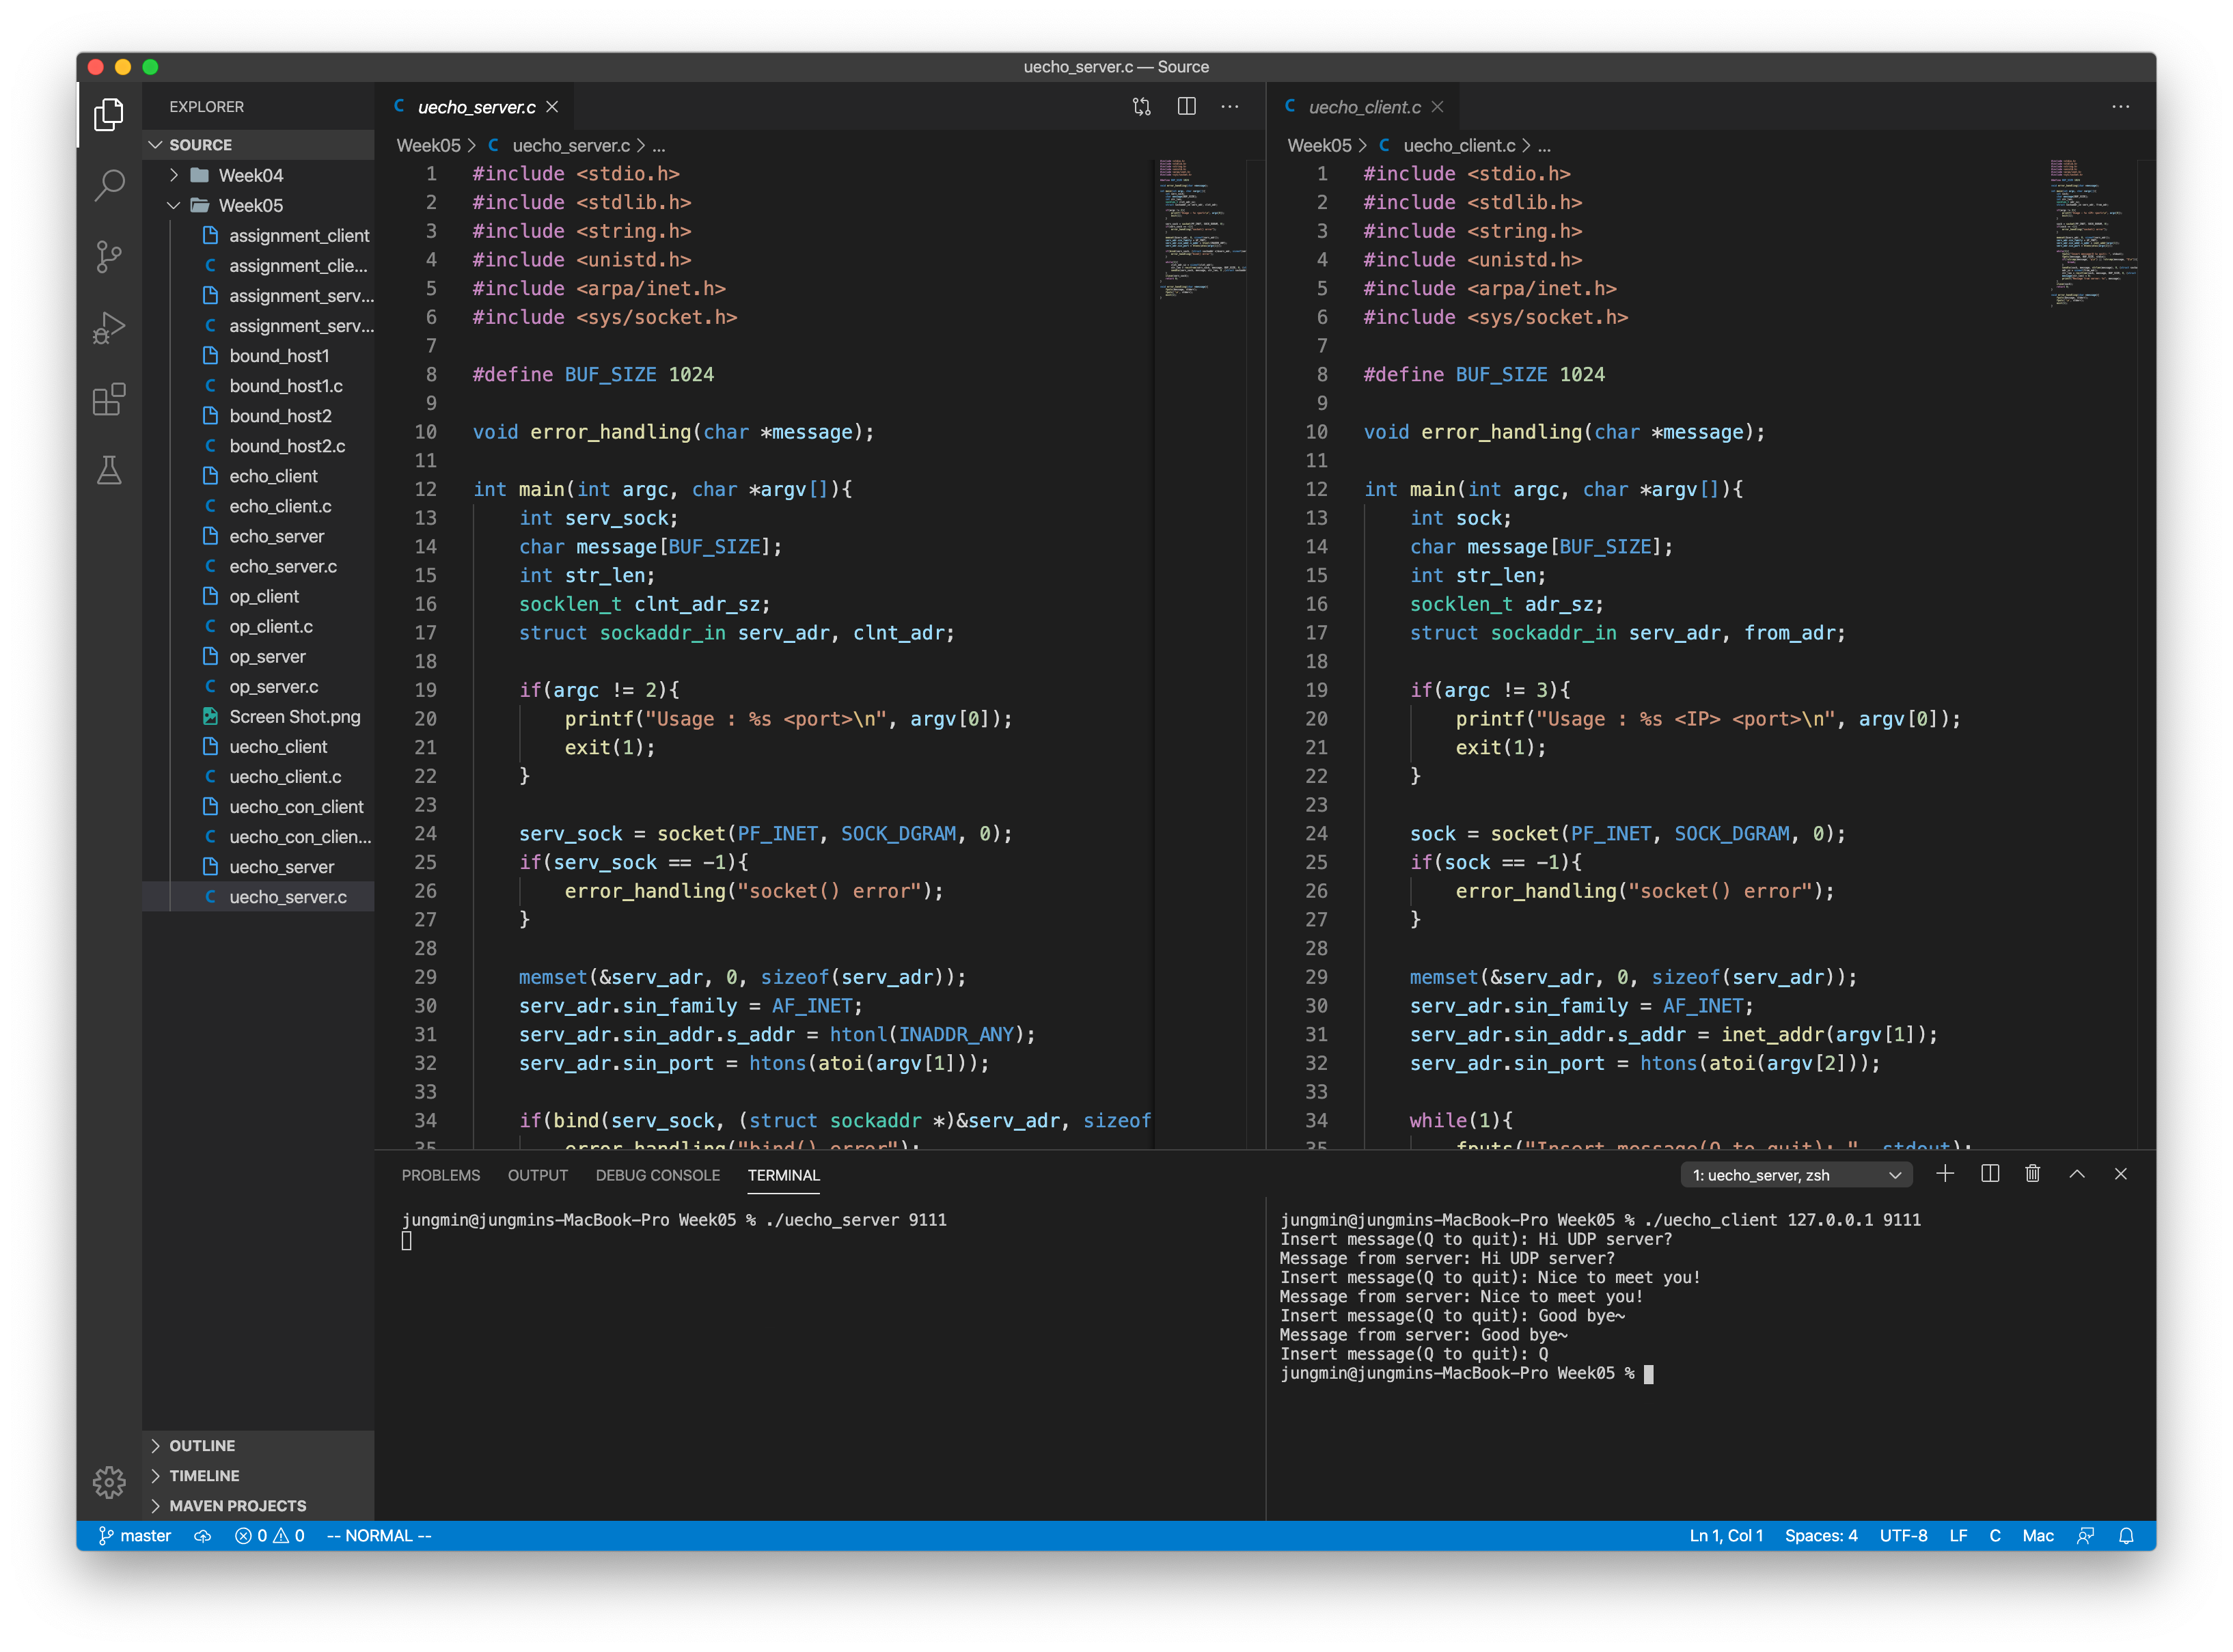 uecho_server.c — Source
EXPLORER
SOURCE
Week04
Week05
assignment_client
assignment_clie...
assignment_serv...
assignment_serv...
bound_host1
bound_host1.c
bound_host2
bound_host2.c
echo_client
echo_client.c
echo_server
echo_server.c
op_client
op_client.c
op_server
op_server.c
Screen Shot.png
uecho_client
uecho_client.c
uecho_con_client
uecho_con_clien...
uecho_server
uecho_server.c
OUTLINE
TIMELINE
MAVEN PROJECTS
C uecho_server.c
Week05 > C uecho_server.c > ...
1 #include <stdio.h>
2 #include <stdlib.h>
3 #include <string.h>
4 #include <unistd.h>
5 #include <arpa/inet.h>
6 #include <sys/socket.h>
7
8 #define BUF_SIZE 1024
9
10 void error_handling(char *message);
11
12 int main(int argc, char *argv[]){
13     int serv_sock;
14     char message[BUF_SIZE];
15     int str_len;
16     socklen_t clnt_adr_sz;
17     struct sockaddr_in serv_adr, clnt_adr;
18
19     if(argc != 2){
20         printf("Usage : %s <port>\n", argv[0]);
21         exit(1);
22     }
23
24     serv_sock = socket(PF_INET, SOCK_DGRAM, 0);
25     if(serv_sock == -1){
26         error_handling("socket() error");
27     }
28
29     memset(&serv_adr, 0, sizeof(serv_adr));
30     serv_adr.sin_family = AF_INET;
31     serv_adr.sin_addr.s_addr = htonl(INADDR_ANY);
32     serv_adr.sin_port = htons(atoi(argv[1]));
33
34     if(bind(serv_sock, (struct sockaddr *)&serv_adr, sizeof
35         error_handling("bind() error");
C uecho_client.c
Week05 > C uecho_client.c > ...
1 #include <stdio.h>
2 #include <stdlib.h>
3 #include <string.h>
4 #include <unistd.h>
5 #include <arpa/inet.h>
6 #include <sys/socket.h>
7
8 #define BUF_SIZE 1024
9
10 void error_handling(char *message);
11
12 int main(int argc, char *argv[]){
13     int sock;
14     char message[BUF_SIZE];
15     int str_len;
16     socklen_t adr_sz;
17     struct sockaddr_in serv_adr, from_adr;
18
19     if(argc != 3){
20         printf("Usage : %s <IP> <port>\n", argv[0]);
21         exit(1);
22     }
23
24     sock = socket(PF_INET, SOCK_DGRAM, 0);
25     if(sock == -1){
26         error_handling("socket() error");
27     }
28
29     memset(&serv_adr, 0, sizeof(serv_adr));
30     serv_adr.sin_family = AF_INET;
31     serv_adr.sin_addr.s_addr = inet_addr(argv[1]);
32     serv_adr.sin_port = htons(atoi(argv[2]));
33
34     while(1){
35         fputs("Insert message(Q to quit): ", stdout);
PROBLEMS OUTPUT DEBUG CONSOLE TERMINAL
1: uecho_server, zsh
jungmin@jungmins-MacBook-Pro Week05 % ./uecho_server 9111
jungmin@jungmins-MacBook-Pro Week05 % ./uecho_client 127.0.0.1 9111
Insert message(Q to quit): Hi UDP server?
Message from server: Hi UDP server?
Insert message(Q to quit): Nice to meet you!
Message from server: Nice to meet you!
Insert message(Q to quit): Good bye~
Message from server: Good bye~
Insert message(Q to quit): Q
jungmin@jungmins-MacBook-Pro Week05 %
master 0 0 -- NORMAL --
Ln 1, Col 1 Spaces: 4 UTF-8 LF C Mac